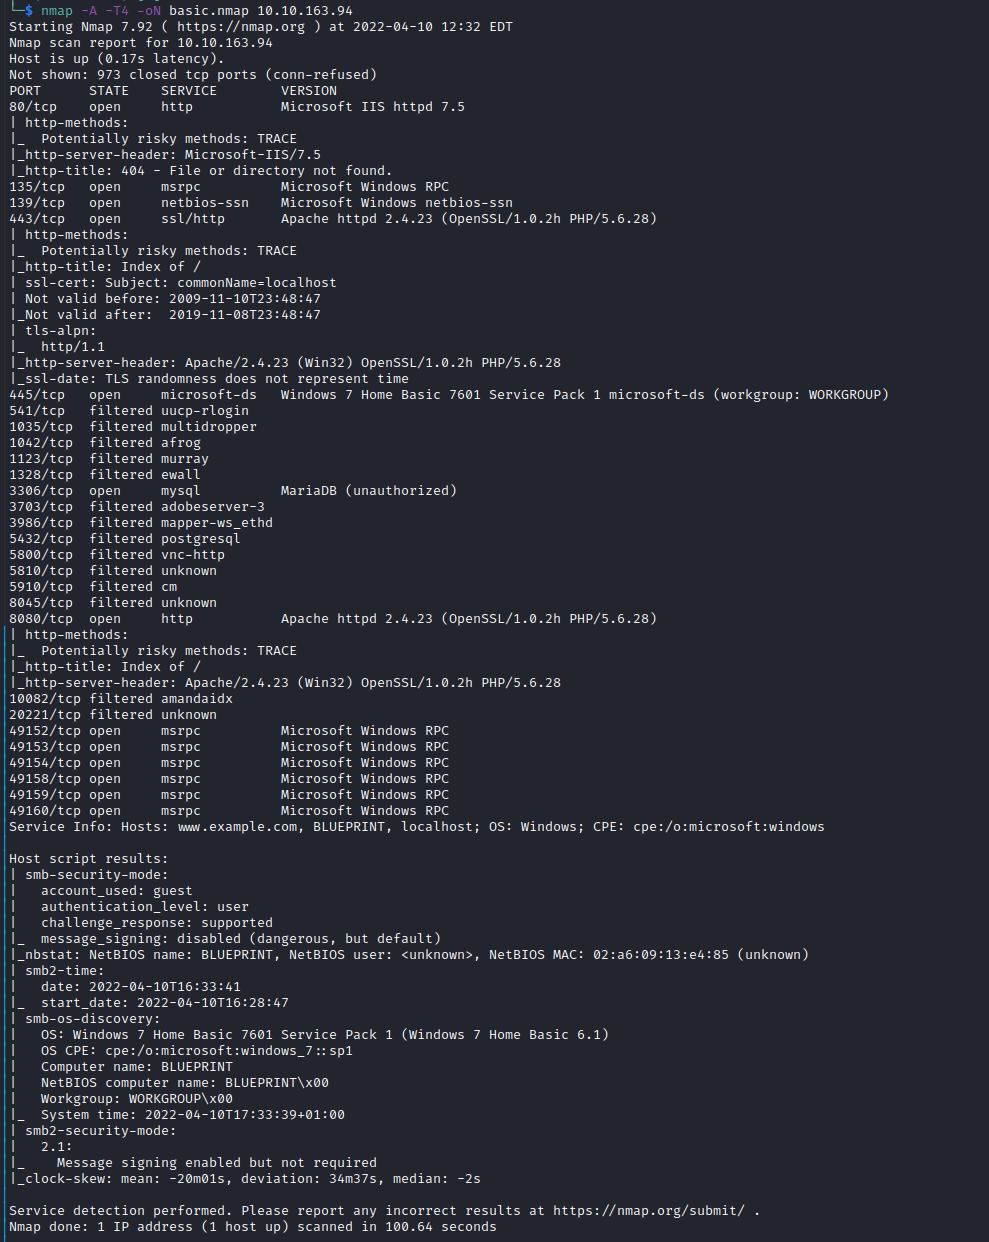 └─$ nmap -A -T4 -oN basic.nmap 10.10.163.94
Starting Nmap 7.92 ( https://nmap.org ) at 2022-04-10 12:32 EDT
Nmap scan report for 10.10.163.94
Host is up (0.17s latency).
Not shown: 973 closed tcp ports (conn-refused)
PORT      STATE    SERVICE        VERSION
80/tcp    open     http           Microsoft IIS httpd 7.5
| http-methods:
|_  Potentially risky methods: TRACE
|_http-server-header: Microsoft-IIS/7.5
|_http-title: 404 - File or directory not found.
135/tcp   open     msrpc          Microsoft Windows RPC
139/tcp   open     netbios-ssn    Microsoft Windows netbios-ssn
443/tcp   open     ssl/http       Apache httpd 2.4.23 (OpenSSL/1.0.2h PHP/5.6.28)
| http-methods:
|_  Potentially risky methods: TRACE
|_http-title: Index of /
| ssl-cert: Subject: commonName=localhost
| Not valid before: 2009-11-10T23:48:47
|_Not valid after:  2019-11-08T23:48:47
| tls-alpn:
|_  http/1.1
|_http-server-header: Apache/2.4.23 (Win32) OpenSSL/1.0.2h PHP/5.6.28
|_ssl-date: TLS randomness does not represent time
445/tcp   open     microsoft-ds   Windows 7 Home Basic 7601 Service Pack 1 microsoft-ds (workgroup: WORKGROUP)
541/tcp   filtered uucp-rlogin
1035/tcp  filtered multidropper
1042/tcp  filtered afrog
1123/tcp  filtered murray
1328/tcp  filtered ewall
3306/tcp  open     mysql          MariaDB (unauthorized)
3703/tcp  filtered adobeserver-3
3986/tcp  filtered mapper-ws_ethd
5432/tcp  filtered postgresql
5800/tcp  filtered vnc-http
5810/tcp  filtered unknown
5910/tcp  filtered cm
8045/tcp  filtered unknown
8080/tcp  open     http           Apache httpd 2.4.23 (OpenSSL/1.0.2h PHP/5.6.28)
| http-methods:
|_  Potentially risky methods: TRACE
|_http-title: Index of /
|_http-server-header: Apache/2.4.23 (Win32) OpenSSL/1.0.2h PHP/5.6.28
10082/tcp filtered amandaidx
20221/tcp filtered unknown
49152/tcp open     msrpc          Microsoft Windows RPC
49153/tcp open     msrpc          Microsoft Windows RPC
49154/tcp open     msrpc          Microsoft Windows RPC
49158/tcp open     msrpc          Microsoft Windows RPC
49159/tcp open     msrpc          Microsoft Windows RPC
49160/tcp open     msrpc          Microsoft Windows RPC
Service Info: Hosts: www.example.com, BLUEPRINT, localhost; OS: Windows; CPE: cpe:/o:microsoft:windows
Host script results:
| smb-security-mode:
|   account_used: guest
|   authentication_level: user
|   challenge_response: supported
|_  message_signing: disabled (dangerous, but default)
|_nbstat: NetBIOS name: BLUEPRINT, NetBIOS user: <unknown>, NetBIOS MAC: 02:a6:09:13:e4:85 (unknown)
| smb2-time:
|   date: 2022-04-10T16:33:41
|_  start_date: 2022-04-10T16:28:47
| smb-os-discovery:
|   OS: Windows 7 Home Basic 7601 Service Pack 1 (Windows 7 Home Basic 6.1)
|   OS CPE: cpe:/o:microsoft:windows_7::sp1
|   Computer name: BLUEPRINT
|   NetBIOS computer name: BLUEPRINT\x00
|   Workgroup: WORKGROUP\x00
|_  System time: 2022-04-10T17:33:39+01:00
| smb2-security-mode:
|   2.1:
|_    Message signing enabled but not required
|_clock-skew: mean: -20m01s, deviation: 34m37s, median: -2s
Service detection performed. Please report any incorrect results at https://nmap.org/submit/ .
Nmap done: 1 IP address (1 host up) scanned in 100.64 seconds